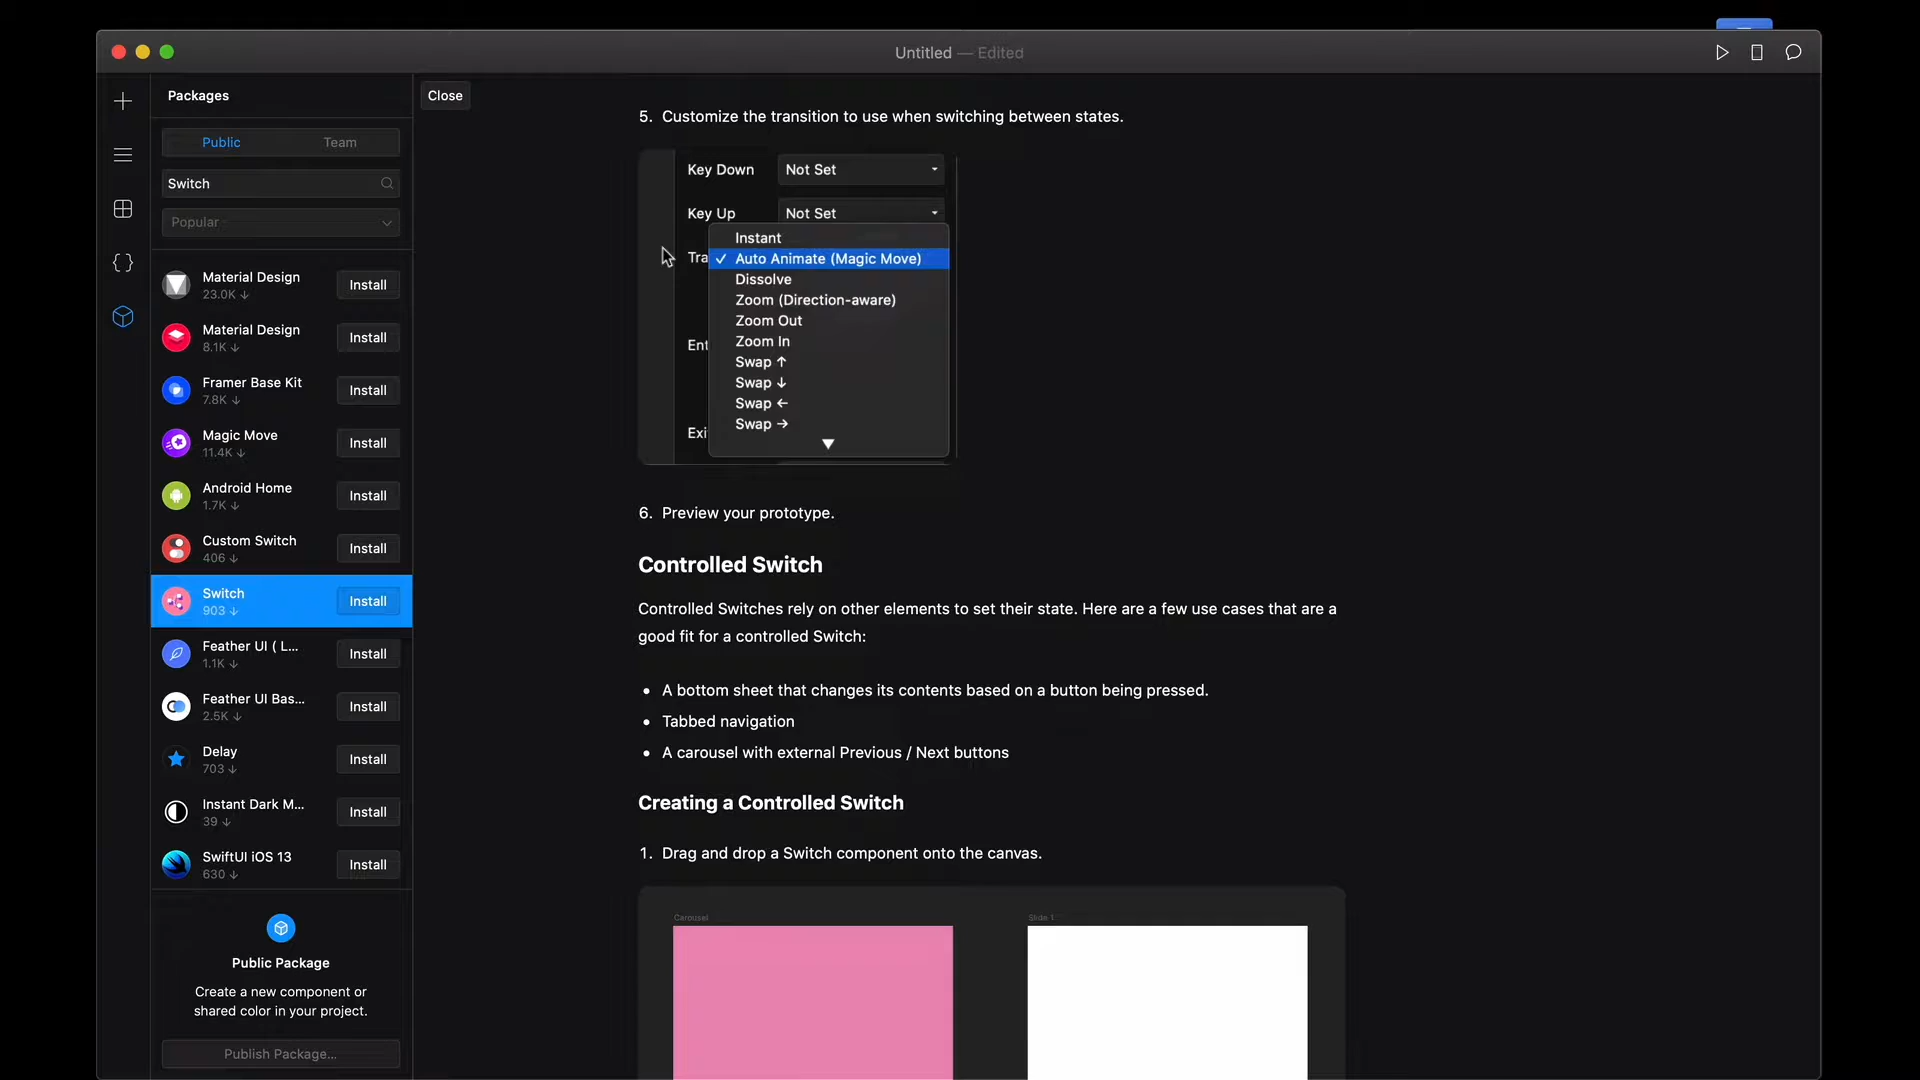 Untitled — Edited
Packages
Public
Team
Switch
Popular
Material Design
23.0K ↓
Install
Material Design
8.1K ↓
Install
Framer Base Kit
7.8K ↓
Install
Magic Move
11.4K ↓
Install
Android Home
1.7K ↓
Install
Custom Switch
406 ↓
Install
Switch
903 ↓
Install
Feather UI ( L...
1.1K ↓
Install
Feather UI Bas...
2.5K ↓
Install
Delay
703 ↓
Install
Instant Dark M...
39 ↓
Install
SwiftUI iOS 13
630 ↓
Install
Public Package
Create a new component or
shared color in your project.
Publish Package...
Close
5. Customize the transition to use when switching between states.
Key Down
Not Set
Key Up
Not Set
Tra
Ent
Exi
Instant
✓ Auto Animate (Magic Move)
Dissolve
Zoom (Direction-aware)
Zoom Out
Zoom In
Swap ↑
Swap ↓
Swap ←
Swap →
6. Preview your prototype.
Controlled Switch
Controlled Switches rely on other elements to set their state. Here are a few use cases that are a
good fit for a controlled Switch:
• A bottom sheet that changes its contents based on a button being pressed.
• Tabbed navigation
• A carousel with external Previous / Next buttons
Creating a Controlled Switch
1. Drag and drop a Switch component onto the canvas.
Carousel
Slide 1